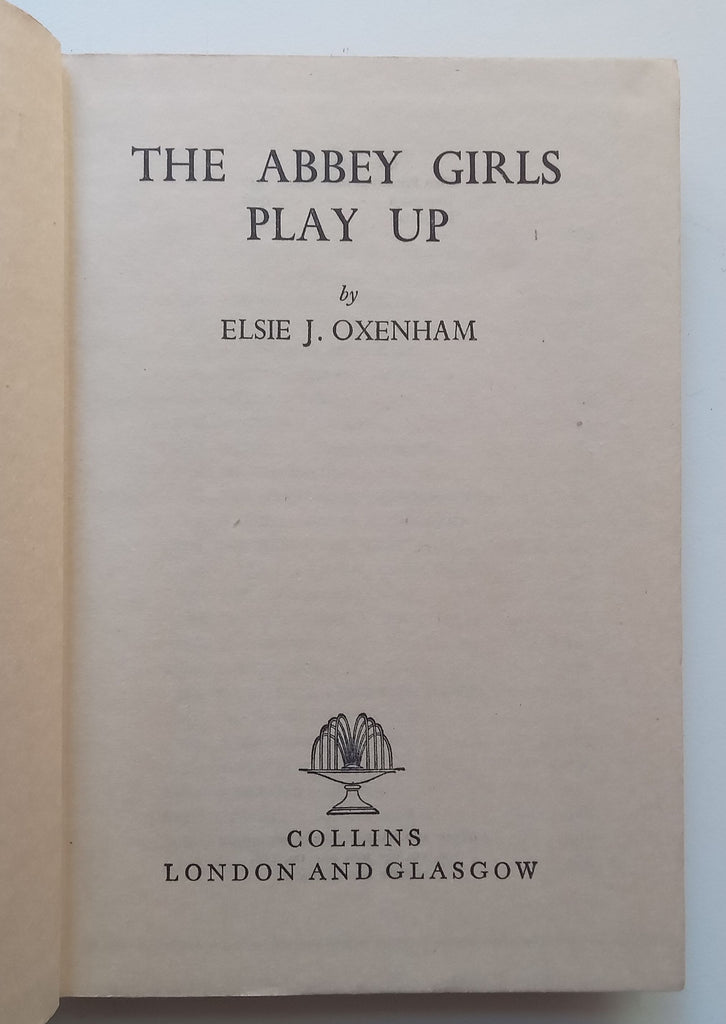 THE ABBEY GIRLS
PLAY UP
by
ELSIE J. OXENHAM
COLLINS
LONDON AND GLASGOW